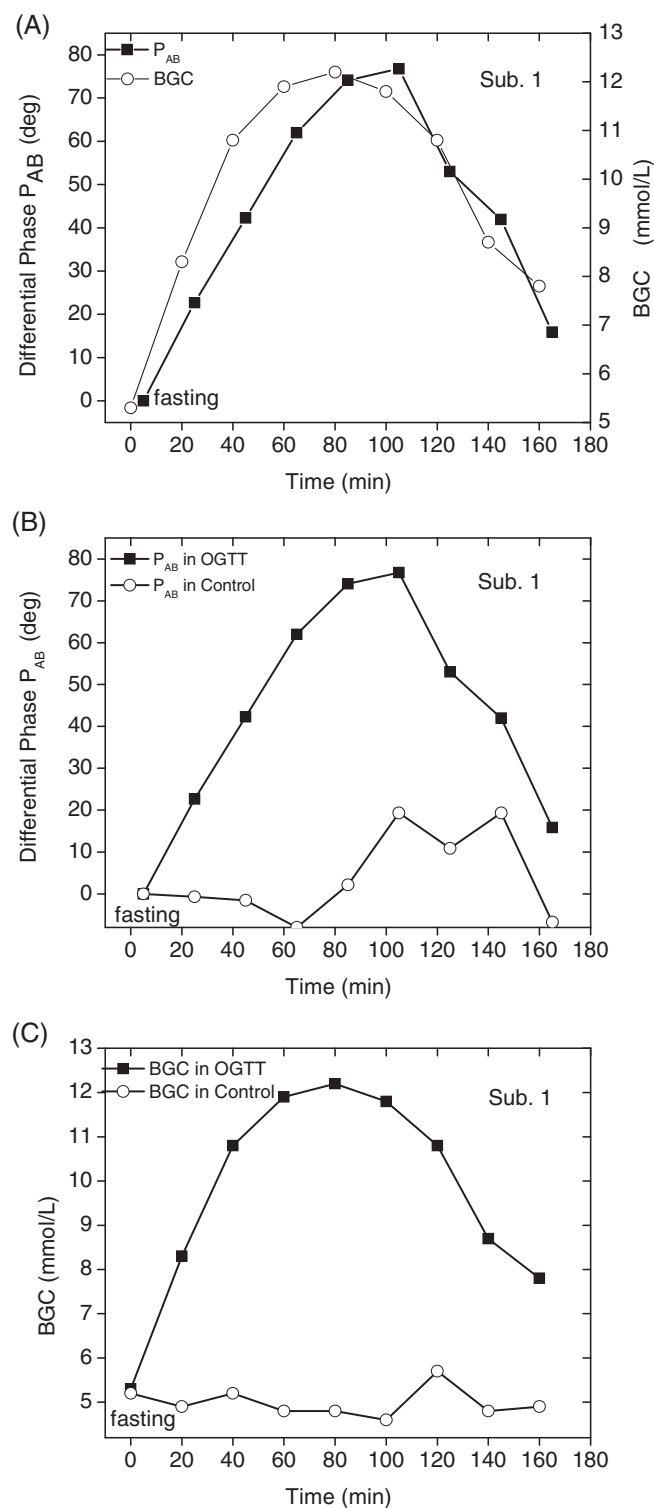 (A)
P_AB
BGC
Sub. 1
Differential Phase P_AB (deg)
80
70
60
50
40
30
20
10
0
13
12
11
10
9
8
7
6
5
BGC (mmol/L)
fasting
0 20 40 60 80 100 120 140 160 180
Time (min)
(B)
P_AB in OGTT
P_AB in Control
Sub. 1
Differential Phase P_AB (deg)
80
70
60
50
40
30
20
10
0
fasting
0 20 40 60 80 100 120 140 160 180
Time (min)
(C)
BGC in OGTT
BGC in Control
Sub. 1
BGC (mmol/L)
13
12
11
10
9
8
7
6
5
fasting
0 20 40 60 80 100 120 140 160 180
Time (min)